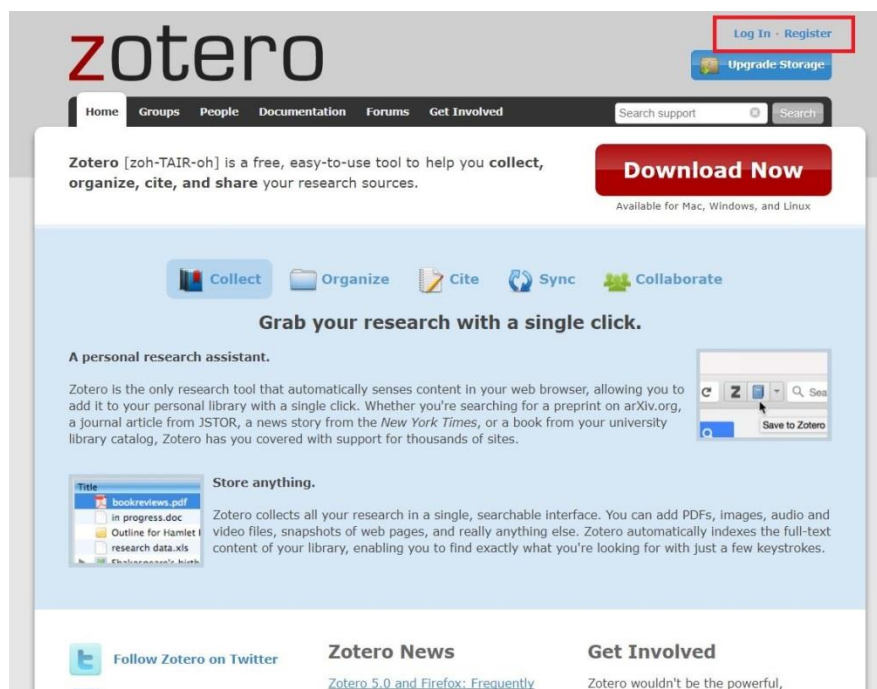 zotero
Log In · Register
Upgrade Storage
Home Groups People Documentation Forums Get Involved
Search support
Search
Zotero [zoh-TAIR-oh] is a free, easy-to-use tool to help you collect,
organize, cite, and share your research sources.
Download Now
Available for Mac, Windows, and Linux
Collect Organize Cite Sync Collaborate
Grab your research with a single click.
A personal research assistant.
Zotero is the only research tool that automatically senses content in your web browser, allowing you to
add it to your personal library with a single click. Whether you're searching for a preprint on arXiv.org,
a journal article from JSTOR, a news story from the New York Times, or a book from your university
library catalog, Zotero has you covered with support for thousands of sites.
Z
Sea
Save to Zotero
Title
bookreviews.pdf
in progress.doc
Outline for Hamlet
research data.xls
Store anything.
Zotero collects all your research in a single, searchable interface. You can add PDFs, images, audio and
video files, snapshots of web pages, and really anything else. Zotero automatically indexes the full-text
content of your library, enabling you to find exactly what you're looking for with just a few keystrokes.
Follow Zotero on Twitter
Zotero News
Zotero 5.0 and Firefox: Frequently
Get Involved
Zotero wouldn't be the powerful,